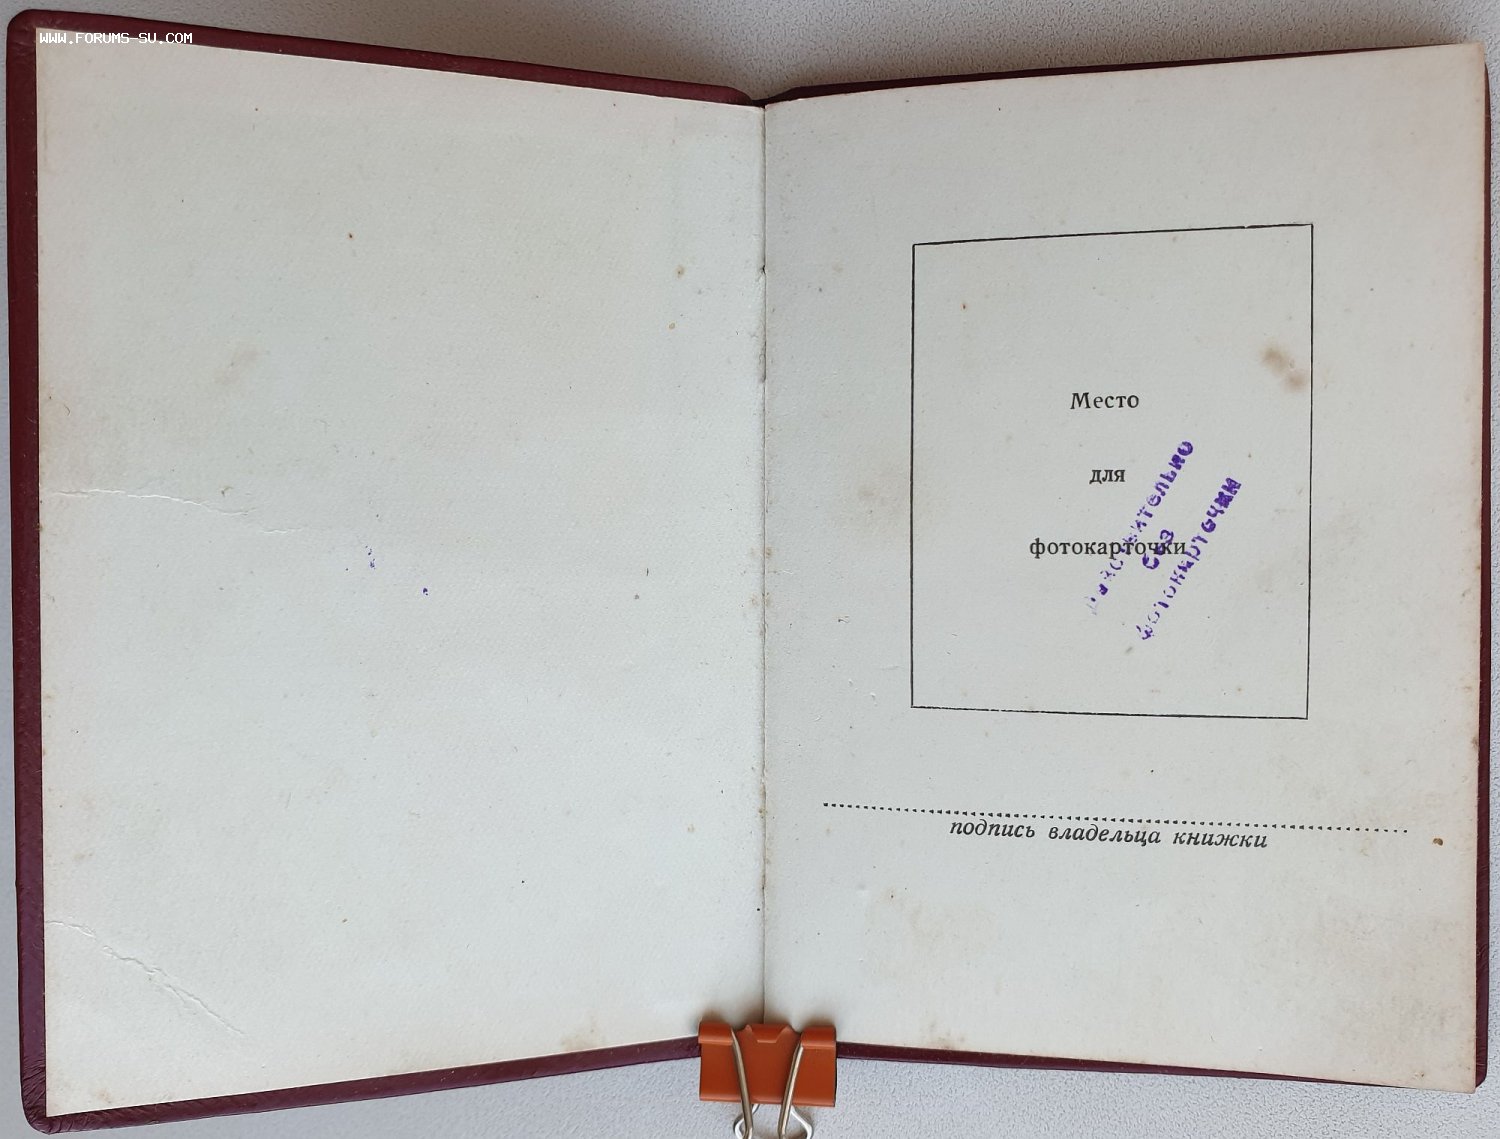 WWW.FORUMS-SU.COM
Место
для
фотокарточки
действительно
без
фотокарточки
подпись владельца книжки